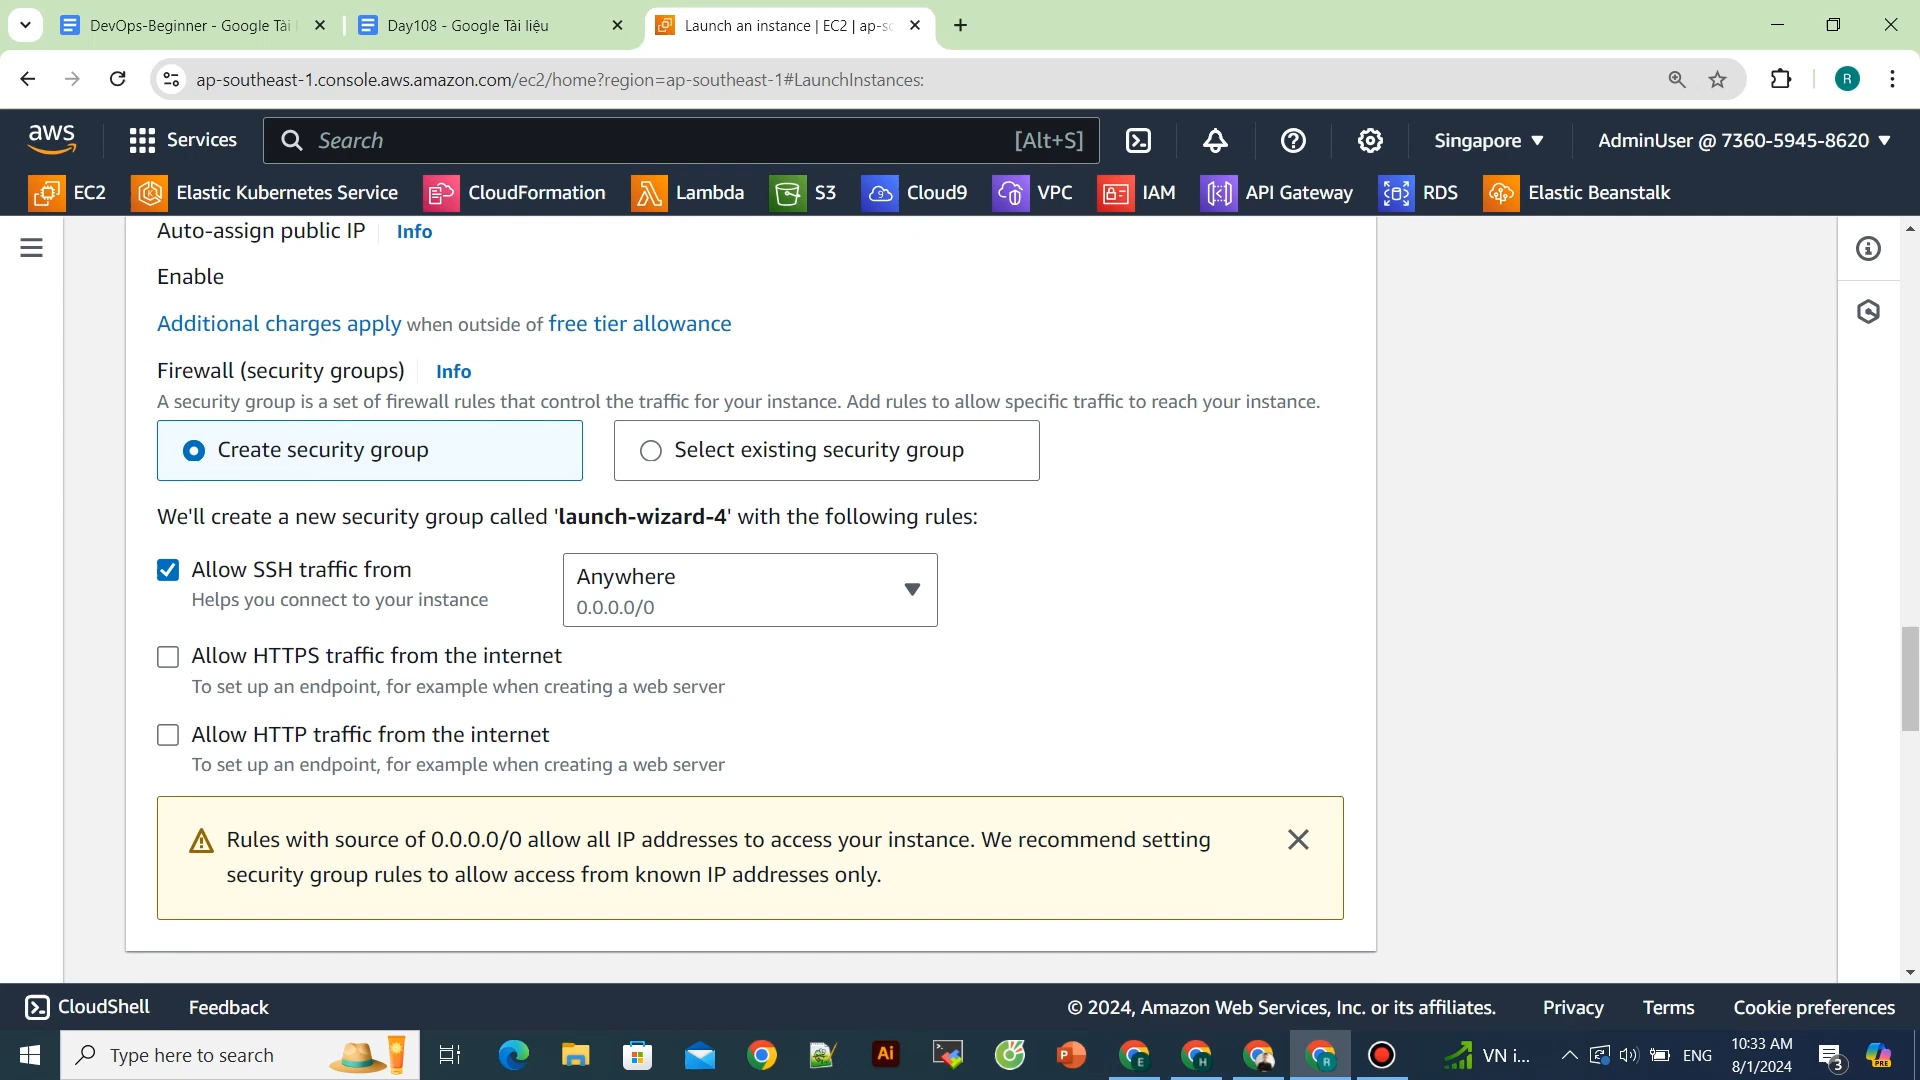 DevOps-Beginner - Google Tài
Day108 - Google Tài liệu
Launch an instance | EC2 | ap-so
ap-southeast-1.console.aws.amazon.com/ec2/home?region=ap-southeast-1#LaunchInstances:
R
aws
Services
Search
[Alt+S]
Singapore
AdminUser @ 7360-5945-8620
EC2
Elastic Kubernetes Service
CloudFormation
Lambda
S3
Cloud9
VPC
IAM
API Gateway
RDS
Elastic Beanstalk
Auto-assign public IP
Info
Enable
Additional charges apply when outside of free tier allowance
Firewall (security groups)
Info
A security group is a set of firewall rules that control the traffic for your instance. Add rules to allow specific traffic to reach your instance.
Create security group
Select existing security group
We'll create a new security group called 'launch-wizard-4' with the following rules:
Allow SSH traffic from
Helps you connect to your instance
Anywhere
0.0.0.0/0
Allow HTTPS traffic from the internet
To set up an endpoint, for example when creating a web server
Allow HTTP traffic from the internet
To set up an endpoint, for example when creating a web server
Rules with source of 0.0.0.0/0 allow all IP addresses to access your instance. We recommend setting
security group rules to allow access from known IP addresses only.
CloudShell
Feedback
© 2024, Amazon Web Services, Inc. or its affiliates.
Privacy
Terms
Cookie preferences
Type here to search
Ai
P
E
H
R
VN i...
ENG
10:33 AM
8/1/2024
3
PRE